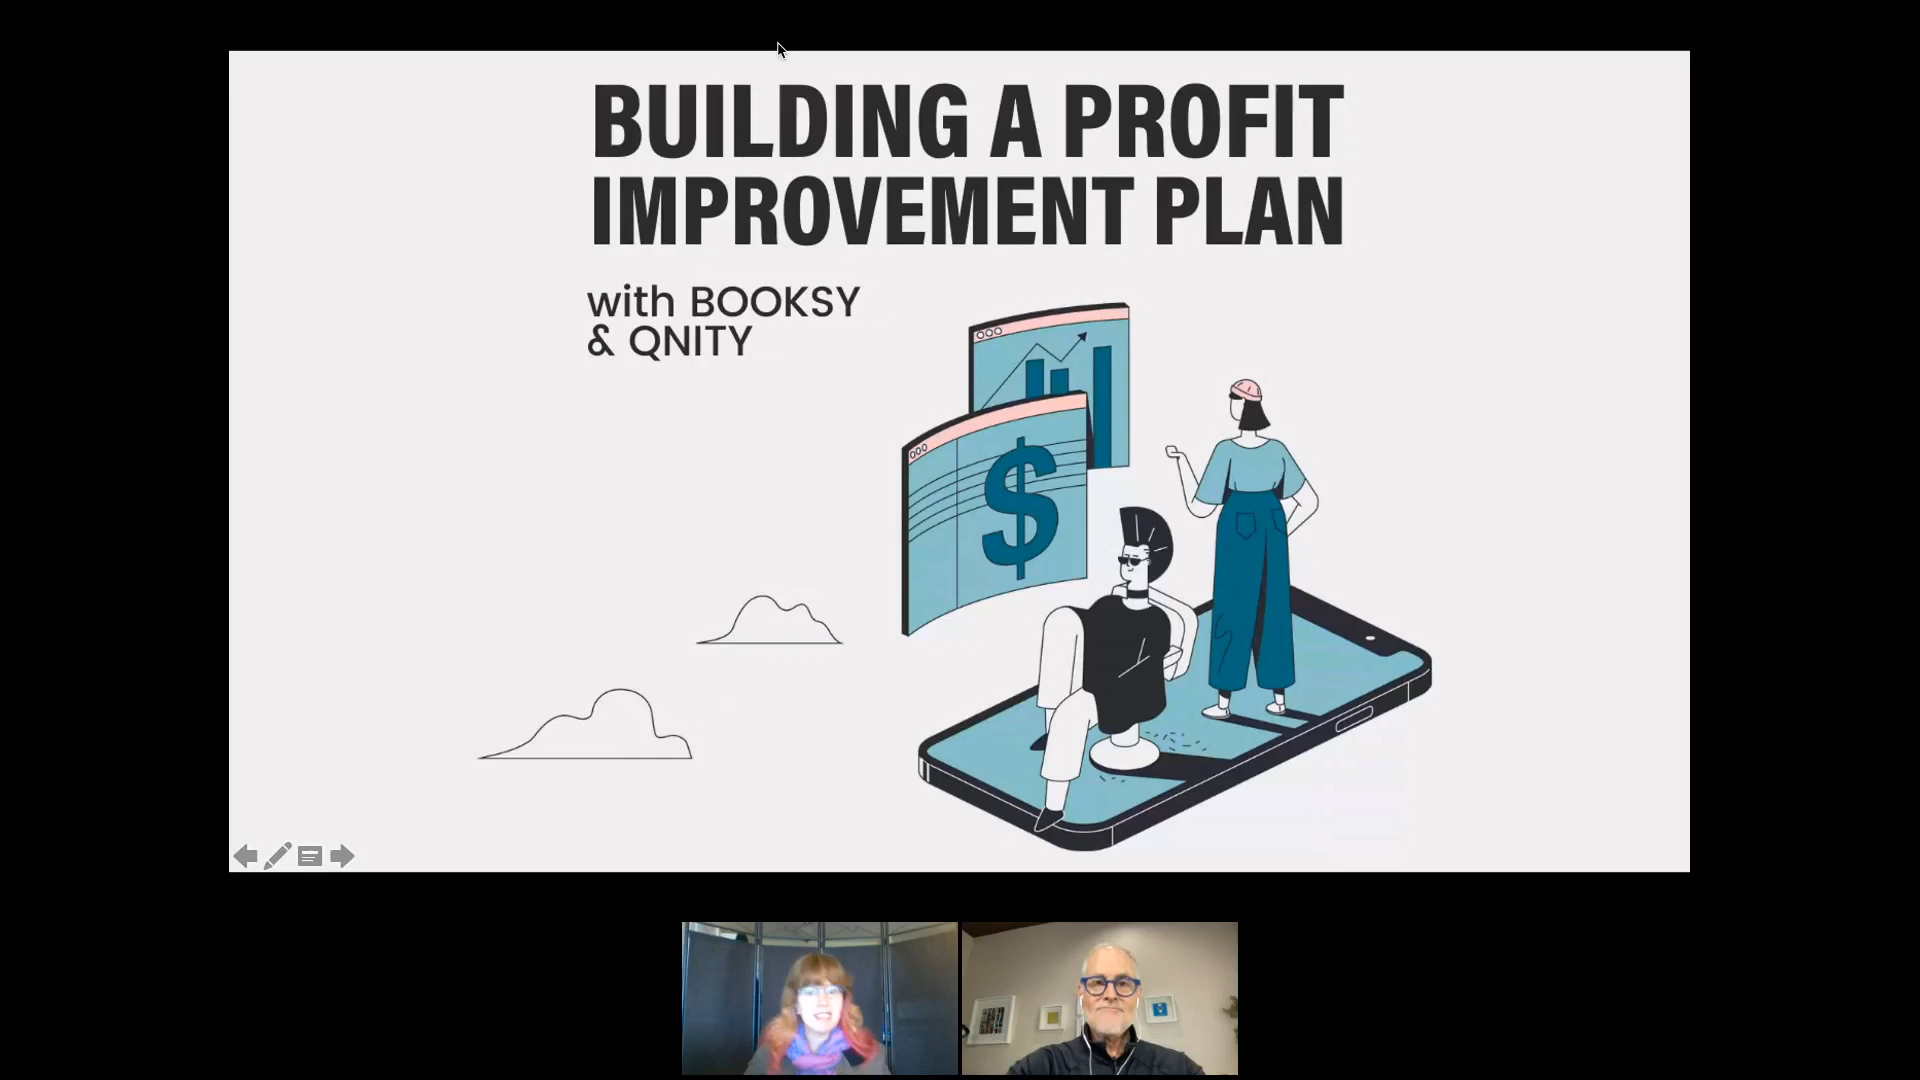 BUILDING A PROFIT
IMPROVEMENT PLAN
with BOOKSY
& QNITY
$